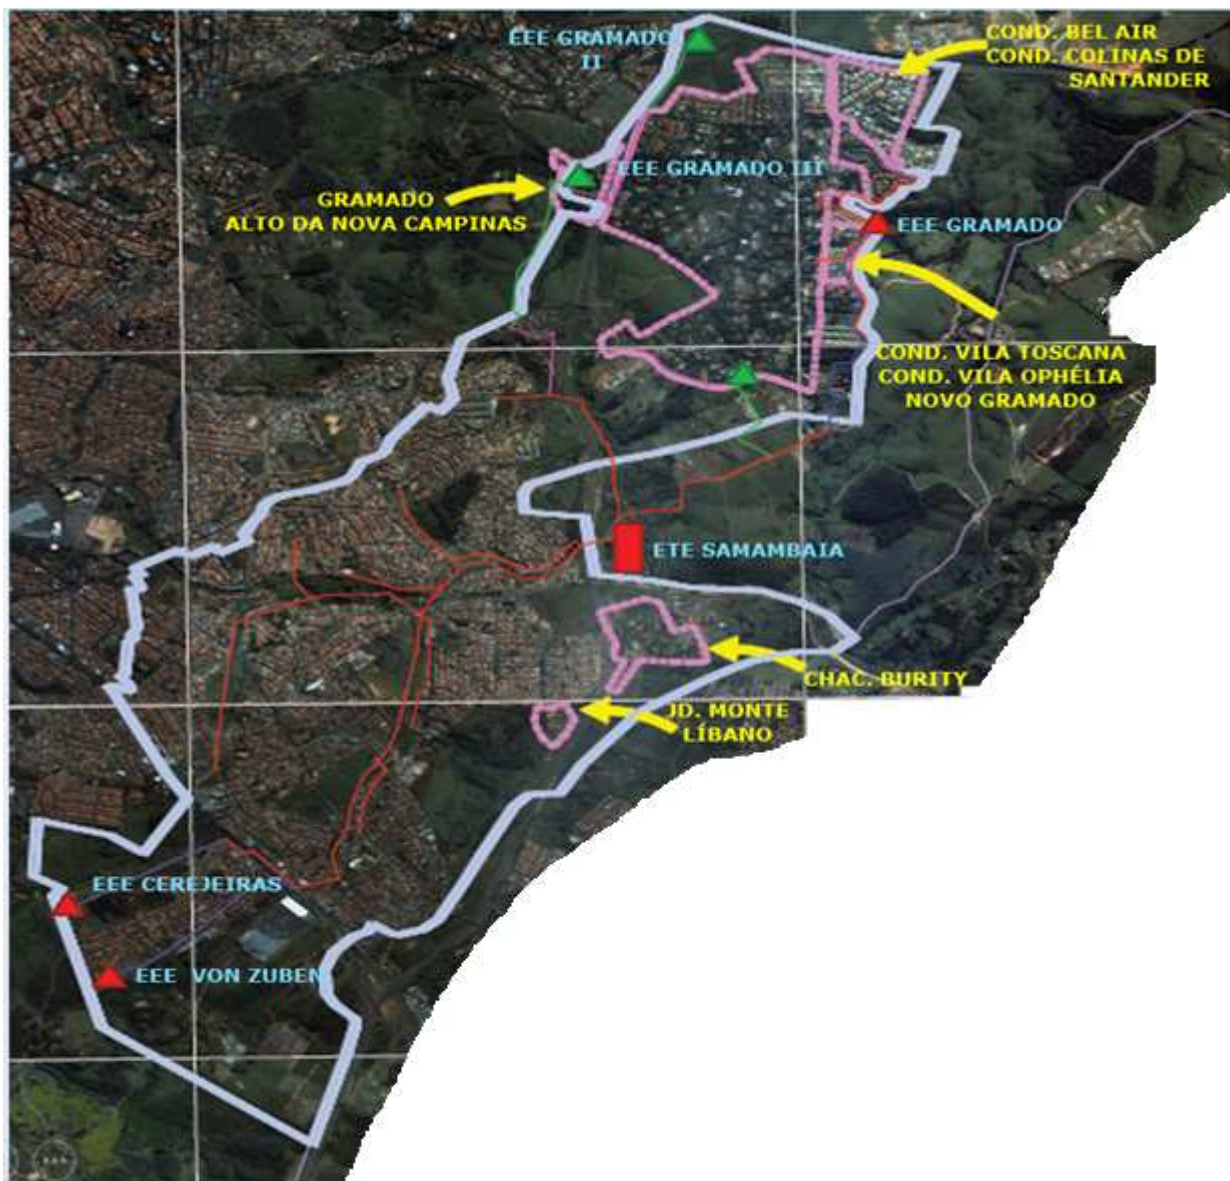 EEE GRAMADO
II
COND. BEL AIR
COND. COLINAS DE
SANTANDER
EEE GRAMADO III
GRAMADO
ALTO DA NOVA CAMPINAS
EEE GRAMADO
COND. VILA TOSCANA
COND. VILA OPHÉLIA
NOVO GRAMADO
ETE SAMAMBAIA
CHAC. BURITY
JD. MONTE
LÍBANO
EEE CEREJEIRAS
EEE VON ZUBEN